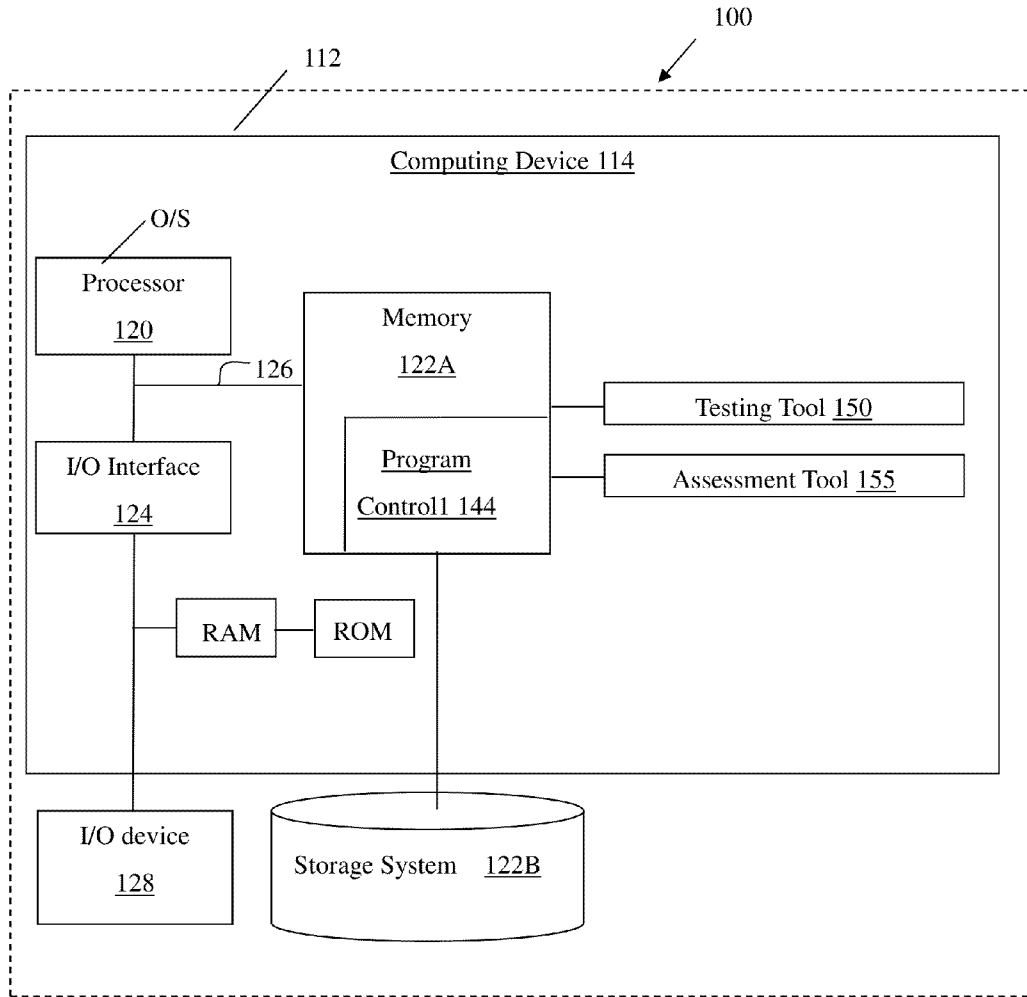 100
112
Computing Device 114
O/S
Processor
120
Memory
122A
126
Testing Tool 150
I/O Interface
124
Program
Control1 144
Assessment Tool 155
RAM
ROM
I/O device
128
Storage System 122B